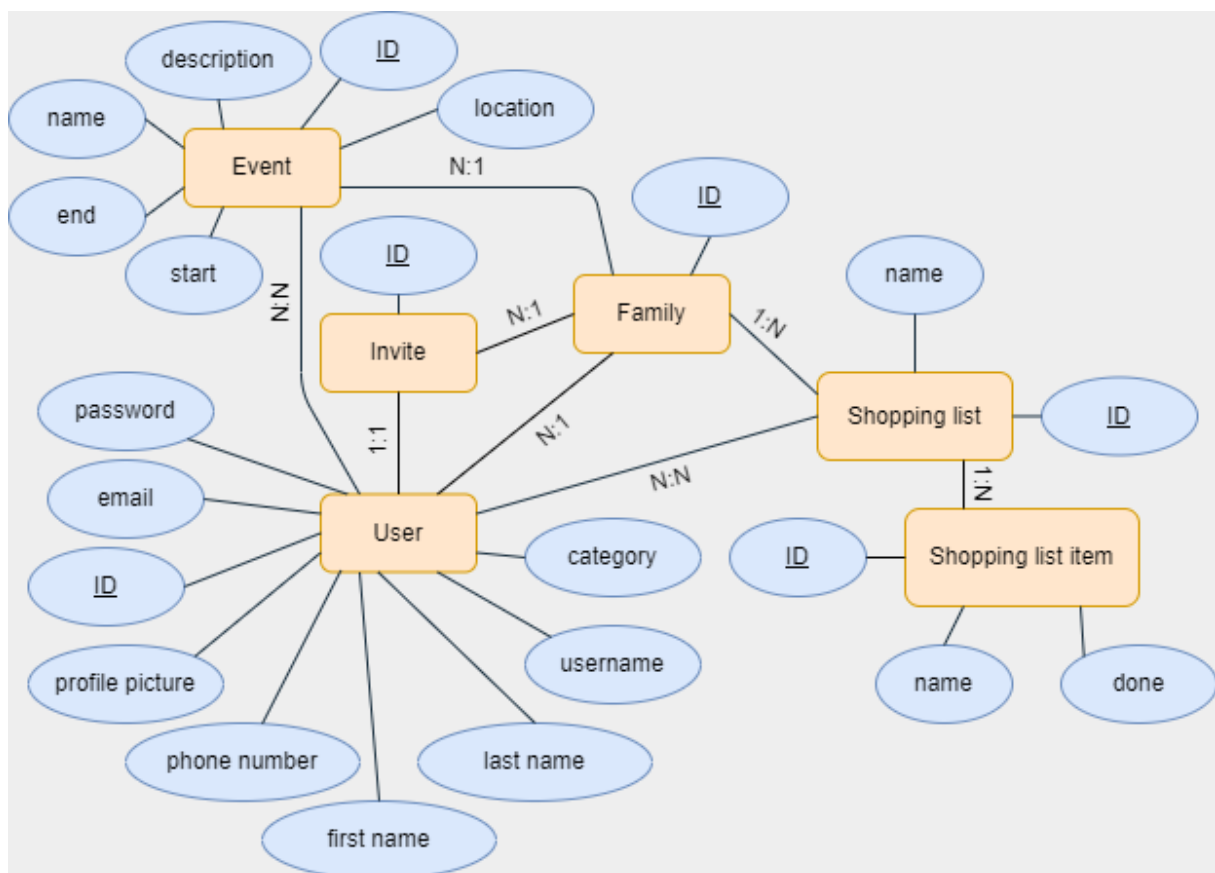 ID
description
name
location
Event
N:1
end
ID
start
ID
name
N:N
Family
N:1
1:N
Invite
password
Shopping list
ID
N:1
1:1
N:N
1:N
email
User
category
ID
Shopping list item
ID
username
profile picture
name
done
phone number
last name
first name